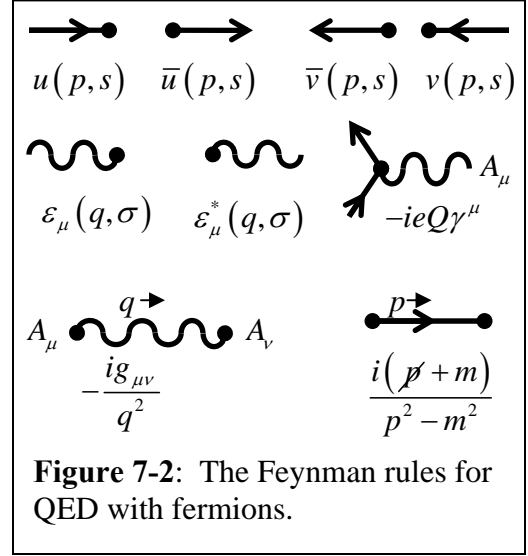 u(p,s) ū(p,s) v̄(p,s) v(p,s)
ε_μ(q,σ) ε*_μ(q,σ) A_μ
-ieQγ^μ
q p
A_μ A_ν
-ig_μν/q² i(p̸+m)/p²-m²
Figure 7-2: The Feynman rules for
QED with fermions.